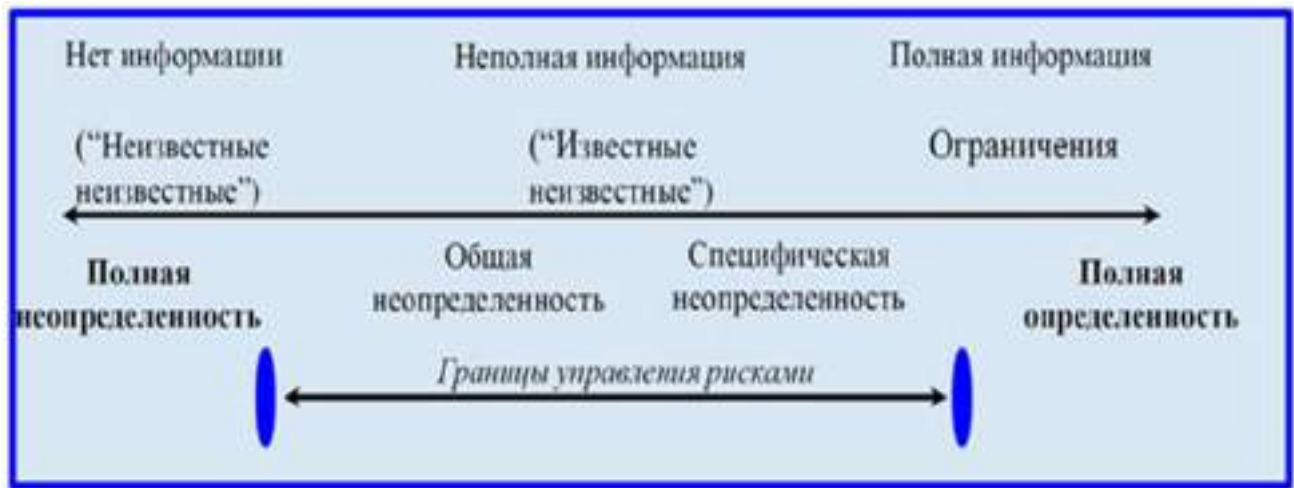 Нет информации Неполная информация Полная информация
(“Неизвестные (“Известные Ограничения
неизвестные”) неизвестные”)
Полная Общая Специфическая Полная
неопределенность неопределенность неопределенность определенность
Границы управления рисками